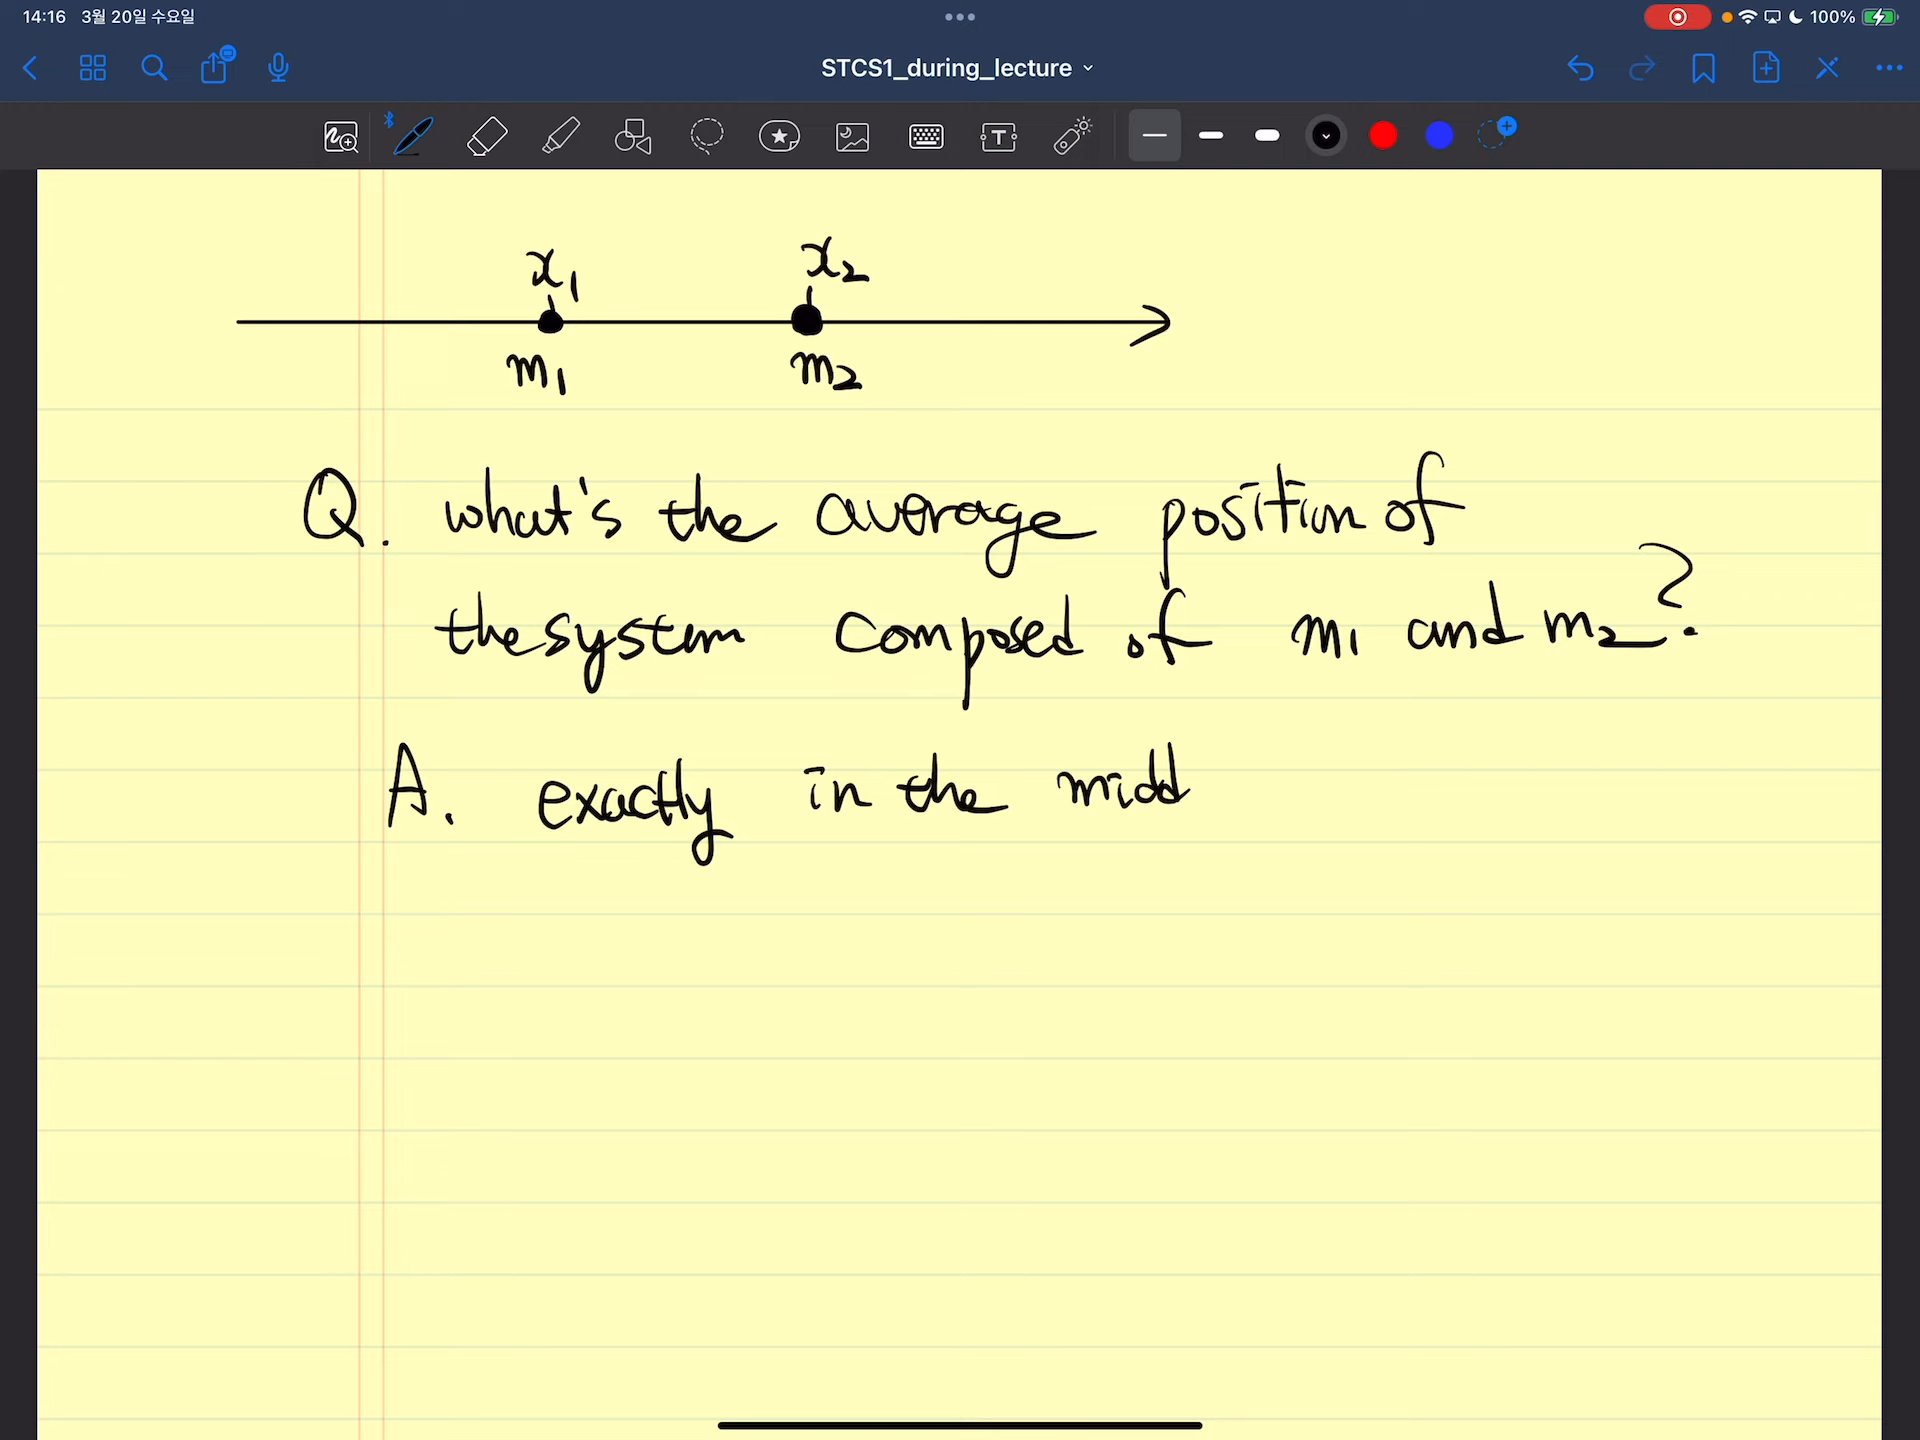 14:16 3월 20일 수요일
100%
STCS1_during_lecture
T
x₁ x₂
m₁ m₂
Q. what's the average position of
the system composed of m₁ and m₂?
A. exactly in the midd